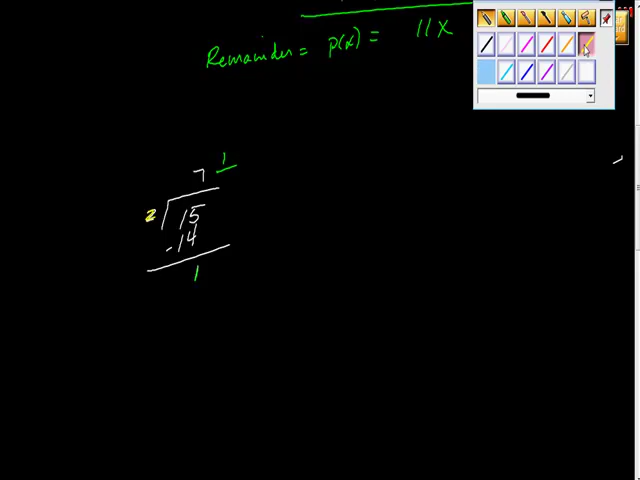 Remainder = p(x) = 11x
7 1
2 15
-14
1